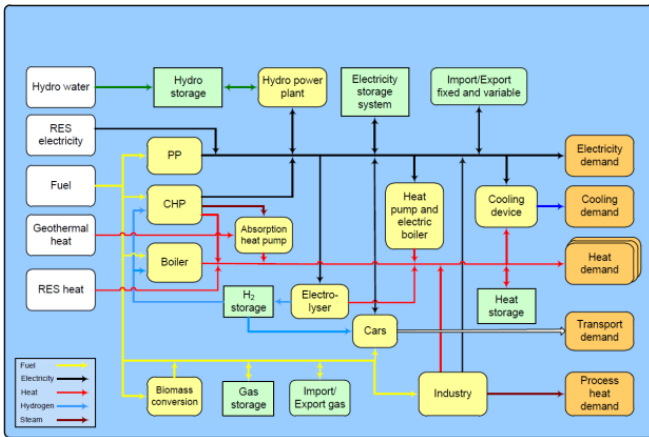 Hydro water
Hydro
storage
Hydro power
plant
Electricity
storage
system
Import/Export
fixed and variable
RES
electricity
PP
Electricity
demand
Fuel
CHP
Heat
pump and
electric
boiler
Cooling
device
Cooling
demand
Geothermal
heat
Absorption
heat pump
Boiler
Heat
demand
RES heat
H2
storage
Electro-
lyser
Heat
storage
Cars
Transport
demand
Fuel
Electricity
Heat
Hydrogen
Steam
Biomass
conversion
Gas
storage
Import/
Export gas
Industry
Process
heat
demand